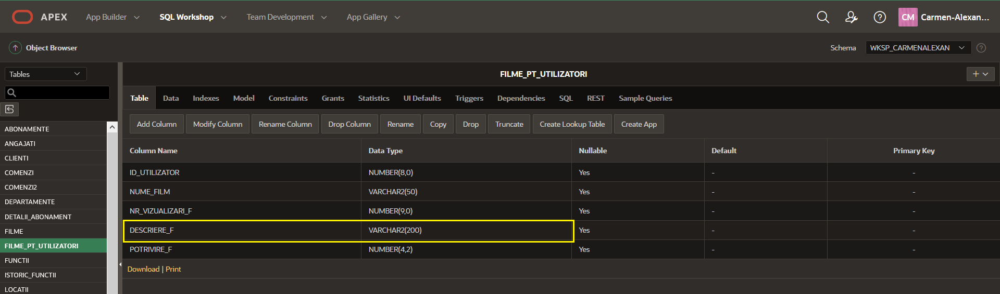 APEX App Builder SQL Workshop Team Development App Gallery CM Carmen-Alexan...
Object Browser Schema WKSP_CARMENALEXAN
Tables FILME_PT_UTILIZATORI
Table Data Indexes Model Constraints Grants Statistics UI Defaults Triggers Dependencies SQL REST Sample Queries
Add Column Modify Column Rename Column Drop Column Rename Copy Drop Truncate Create Lookup Table Create App
ABONAMENTE
ANGAJATI
CLIENTI
COMENZI
COMENZI2
DEPARTAMENTE
DETALII_ABONAMENT
FILME
FILME_PT_UTILIZATORI
FUNCTII
ISTORIC_FUNCTII
LOCATII
Column Name Data Type Nullable Default Primary Key
ID_UTILIZATOR NUMBER(8,0) Yes - -
NUME_FILM VARCHAR2(50) Yes - -
NR_VIZUALIZARI_F NUMBER(9,0) Yes - -
DESCRIERE_F VARCHAR2(200) Yes - -
POTRIVIRE_F NUMBER(4,2) Yes - -
Download | Print